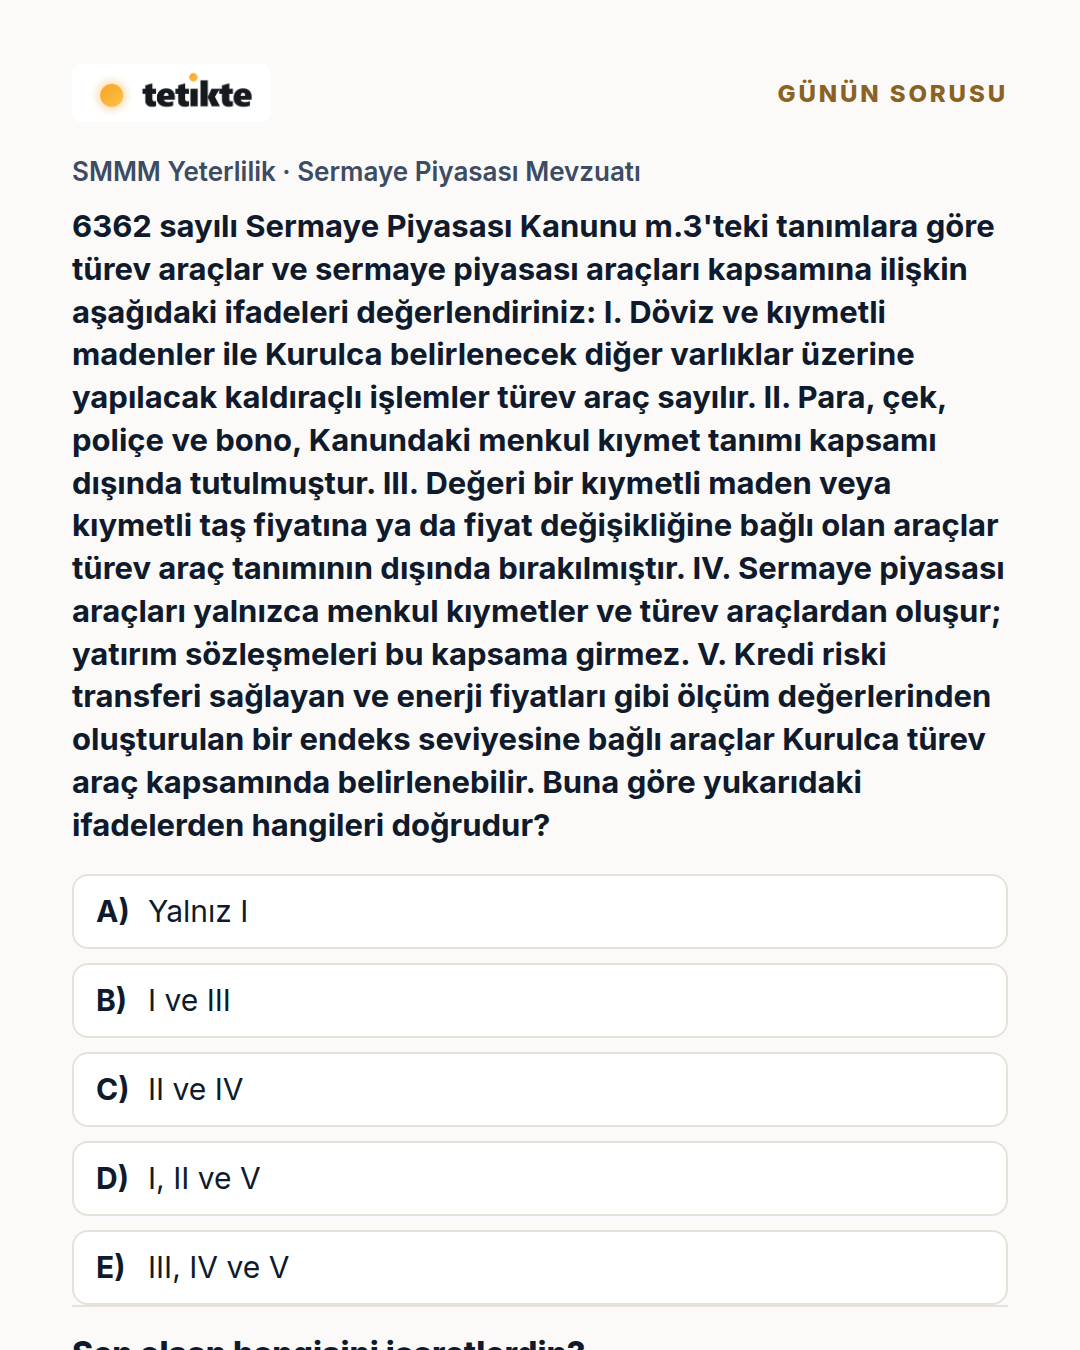 tetikte
GÜNÜN SORUSU
SMMM Yeterlilik · Sermaye Piyasası Mevzuatı
6362 sayılı Sermaye Piyasası Kanunu m.3'teki tanımlara göre
türev araçlar ve sermaye piyasası araçları kapsamına ilişkin
aşağıdaki ifadeleri değerlendiriniz: I. Döviz ve kıymetli
madenler ile Kurulca belirlenecek diğer varlıklar üzerine
yapılacak kaldıraçlı işlemler türev araç sayılır. II. Para, çek,
poliçe ve bono, Kanundaki menkul kıymet tanımı kapsamı
dışında tutulmuştur. III. Değeri bir kıymetli maden veya
kıymetli taş fiyatına ya da fiyat değişikliğine bağlı olan araçlar
türev araç tanımının dışında bırakılmıştır. IV. Sermaye piyasası
araçları yalnızca menkul kıymetler ve türev araçlardan oluşur;
yatırım sözleşmeleri bu kapsama girmez. V. Kredi riski
transferi sağlayan ve enerji fiyatları gibi ölçüm değerlerinden
oluşturulan bir endeks seviyesine bağlı araçlar Kurulca türev
araç kapsamında belirlenebilir. Buna göre yukarıdaki
ifadelerden hangileri doğrudur?
A) Yalnız I
B) I ve III
C) II ve IV
D) I, II ve V
E) III, IV ve V
Sen olsan hangisini işaretlerdin?